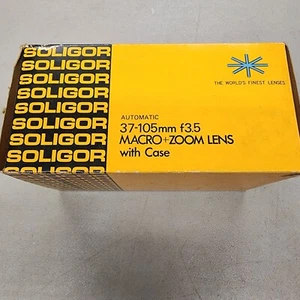 SOLIGOR
SOLIGOR
SOLIGOR
SOLIGOR
SOLIGOR
SOLIGOR
SOLIGOR
SOLIGOR
THE WORLD'S FINEST LENSES
AUTOMATIC
37-105mm f3.5
MACRO+ZOOM LENS
with Case